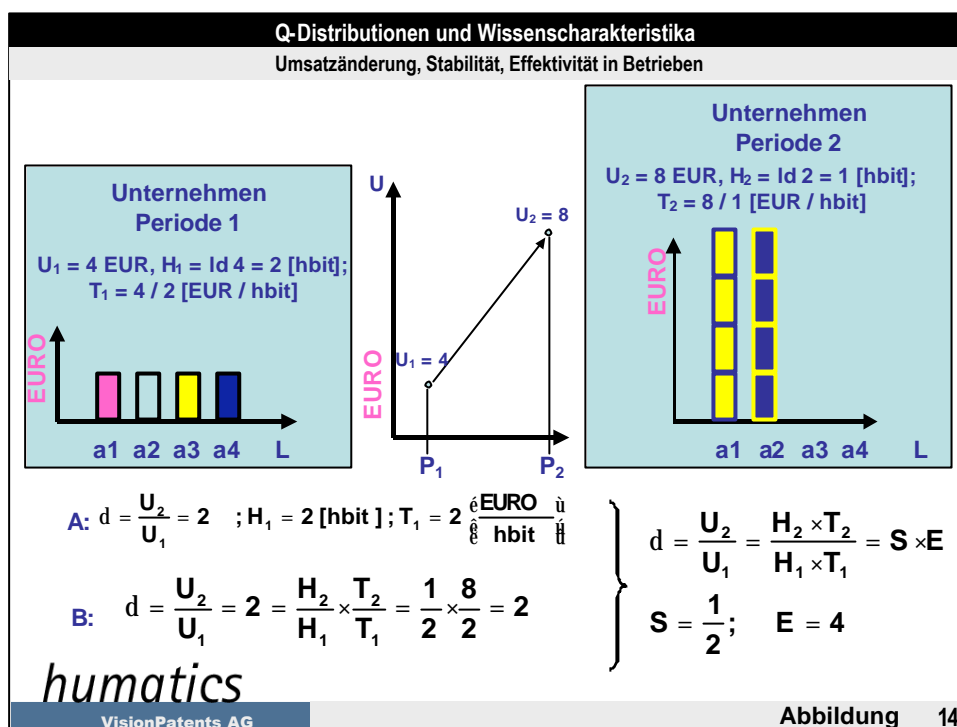 Q-Distributionen und Wissenscharakteristika
Umsatzänderung, Stabilität, Effektivität in Betrieben
Unternehmen
Periode 1
U₁ = 4 EUR, H₁ = ld 4 = 2 [hbit];
T₁ = 4 / 2 [EUR / hbit]
EURO
a1 a2 a3 a4 L
U
U₂ = 8
U₁ = 4
EURO
P₁ P₂
Unternehmen
Periode 2
U₂ = 8 EUR, H₂ = ld 2 = 1 [hbit];
T₂ = 8 / 1 [EUR / hbit]
EURO
a1 a2 a3 a4 L
A: d = U₂ / U₁ = 2 ; H₁ = 2 [hbit ] ; T₁ = 2 é ê ë EURO / hbit ù ú û
B: d = U₂ / U₁ = 2 = H₂ / H₁ × T₂ / T₁ = 1 / 2 × 8 / 2 = 2
d = U₂ / U₁ = H₂ × T₂ / H₁ × T₁ = S × E
S = 1 / 2 ; E = 4
humatics
VisionPatents AG
Abbildung 14